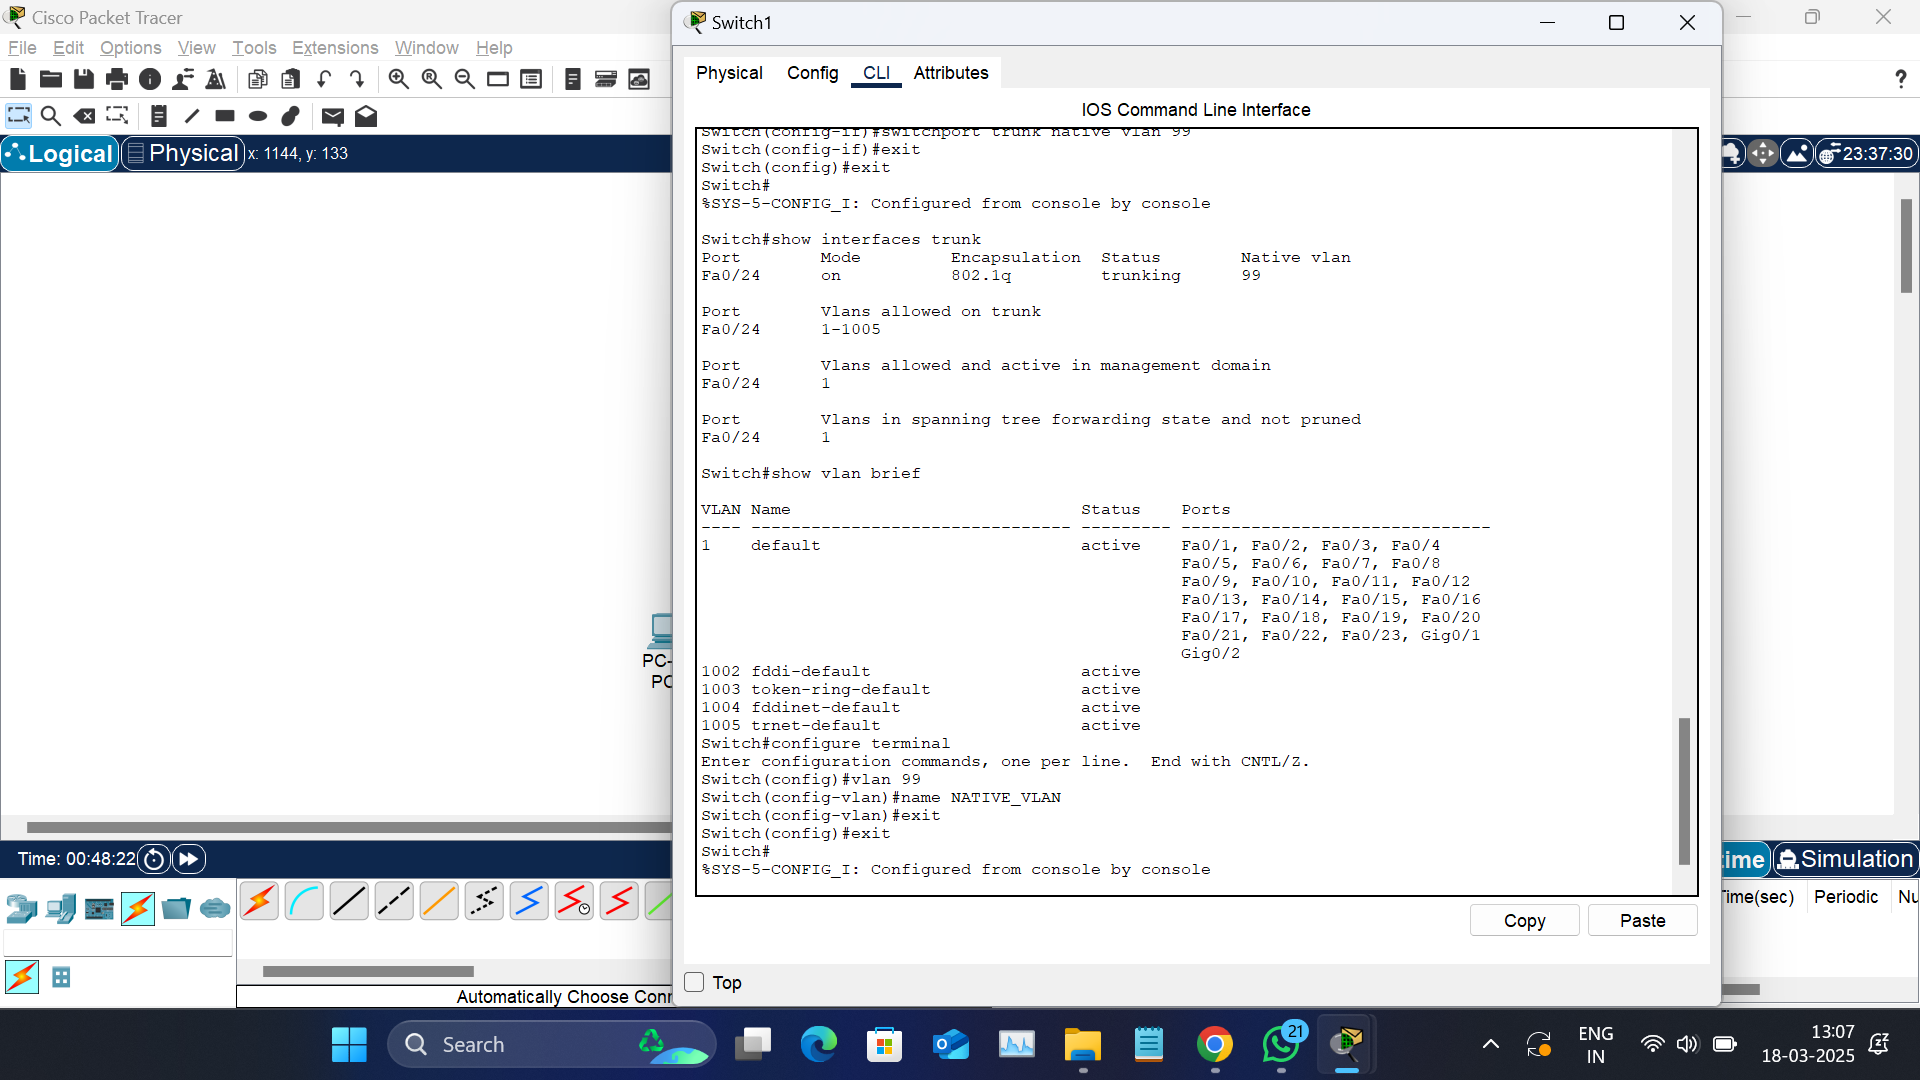 Cisco Packet Tracer
File Edit Options View Tools Extensions Window Help
Logical Physical x: 1144, y: 133
23:37:30
Switch1
Physical Config CLI Attributes
IOS Command Line Interface
Switch(config-if)#switchport trunk native vlan 99
Switch(config-if)#exit
Switch(config)#exit
Switch#
%SYS-5-CONFIG_I: Configured from console by console
Switch#show interfaces trunk
Port Mode Encapsulation Status Native vlan
Fa0/24 on 802.1q trunking 99
Port Vlans allowed on trunk
Fa0/24 1-1005
Port Vlans allowed and active in management domain
Fa0/24 1
Port Vlans in spanning tree forwarding state and not pruned
Fa0/24 1
Switch#show vlan brief
VLAN Name Status Ports
---- -------------------------------- --------- -------------------------------
1 default active Fa0/1, Fa0/2, Fa0/3, Fa0/4
Fa0/5, Fa0/6, Fa0/7, Fa0/8
Fa0/9, Fa0/10, Fa0/11, Fa0/12
Fa0/13, Fa0/14, Fa0/15, Fa0/16
Fa0/17, Fa0/18, Fa0/19, Fa0/20
Fa0/21, Fa0/22, Fa0/23, Gig0/1
Gig0/2
1002 fddi-default active
1003 token-ring-default active
1004 fddinet-default active
1005 trnet-default active
Switch#configure terminal
Enter configuration commands, one per line. End with CNTL/Z.
Switch(config)#vlan 99
Switch(config-vlan)#name NATIVE_VLAN
Switch(config-vlan)#exit
Switch(config)#exit
Switch#
%SYS-5-CONFIG_I: Configured from console by console
Copy Paste
Top
PC-
PC
Time: 00:48:22
ime Simulation
Time(sec) Periodic Nu
Automatically Choose Conn
Search
21
ENG
IN
13:07
18-03-2025